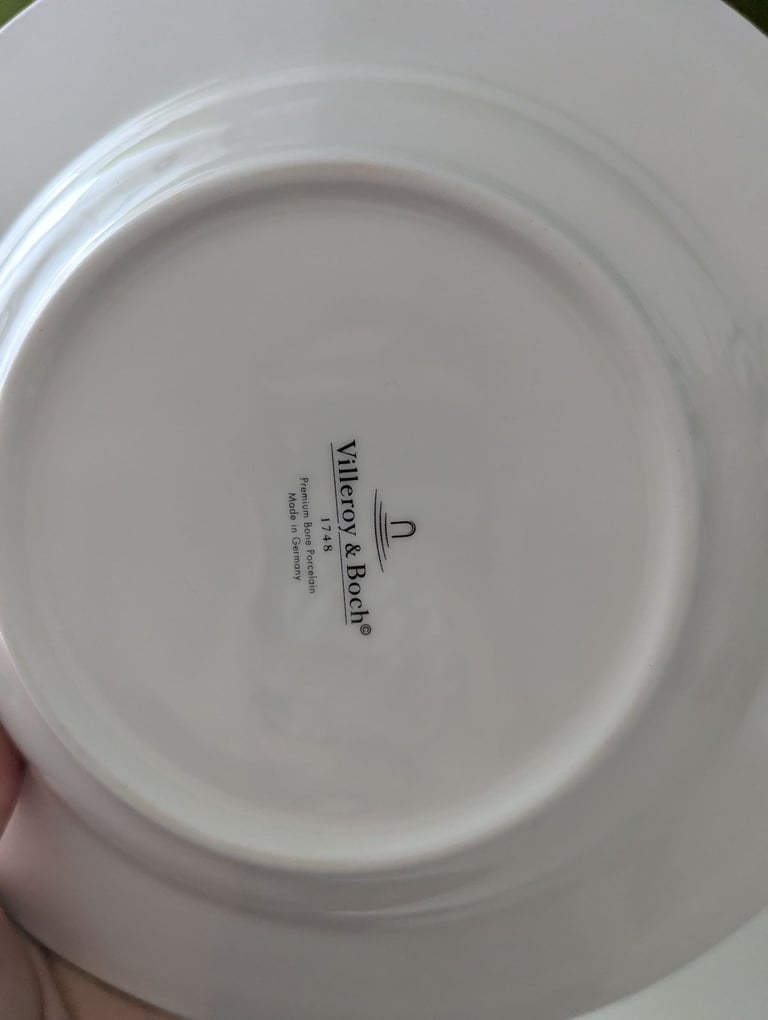 Villeroy & Boch©
1748
Premium Bone Porcelain
Made in Germany